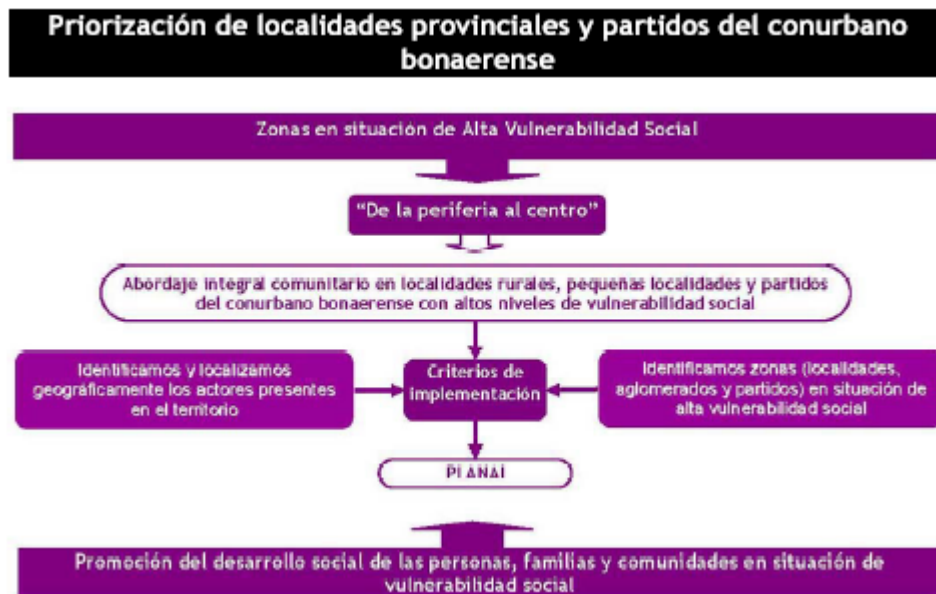 Priorización de localidades provinciales y partidos del conurbano
bonaerense
Zonas en situación de Alta Vulnerabilidad Social
“De la periferia al centro”
Abordaje integral comunitario en localidades rurales, pequeñas localidades y partidos
del conurbano bonaerense con altos niveles de vulnerabilidad social
Identificamos y localizamos
geográficamente los actores presentes
en el territorio
Criterios de
implementación
Identificamos zonas (localidades,
aglomerados y partidos) en situación de
alta vulnerabilidad social
PLANAI
Promoción del desarrollo social de las personas, familias y comunidades en situación de
vulnerabilidad social